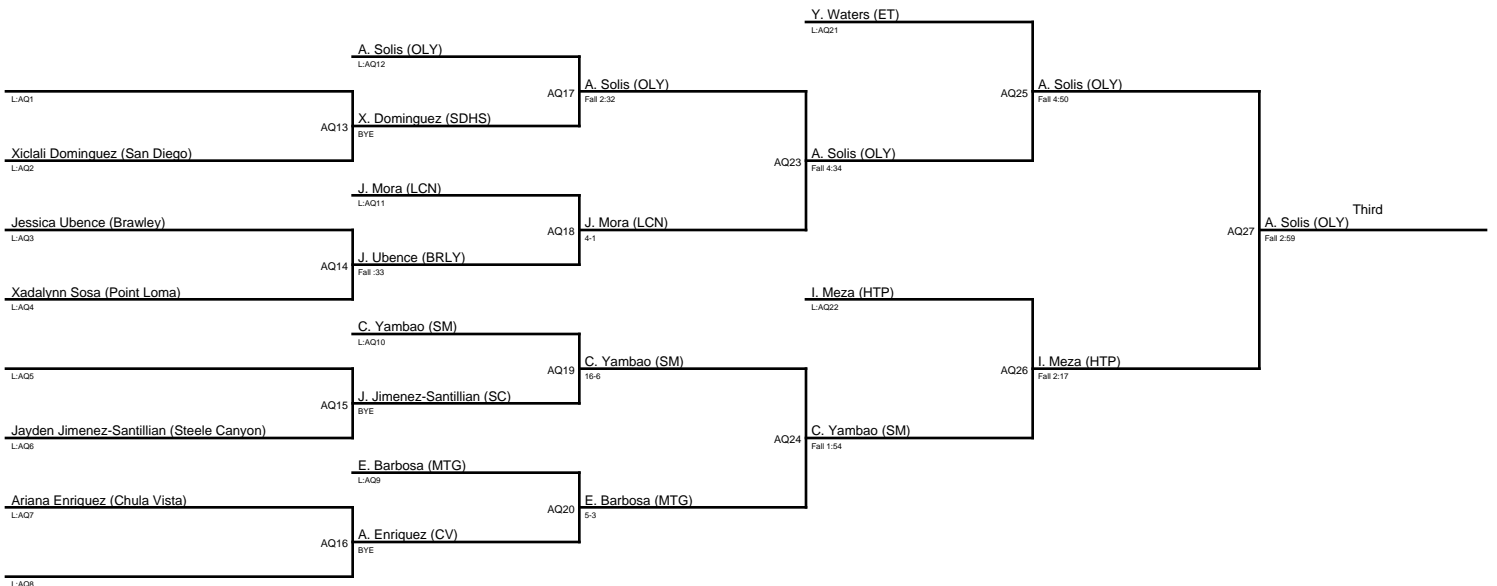 Y. Waters (ET)
L:AQ21
A. Solis (OLY)
L:AQ12
L:AQ1
AQ17
A. Solis (OLY)
Fall 2:32
AQ25
A. Solis (OLY)
Fall 4:50
AQ13
X. Dominguez (SDHS)
BYE
Xiclali Dominguez (San Diego)
L:AQ2
AQ23
A. Solis (OLY)
Fall 4:34
J. Mora (LCN)
L:AQ11
Third
Jessica Ubence (Brawley)
L:AQ3
AQ18
J. Mora (LCN)
4-1
AQ27
A. Solis (OLY)
Fall 2:59
AQ14
J. Ubence (BRLY)
Fall :33
Xadalynn Sosa (Point Loma)
L:AQ4
I. Meza (HTP)
L:AQ22
C. Yambao (SM)
L:AQ10
L:AQ5
AQ19
C. Yambao (SM)
16-6
AQ26
I. Meza (HTP)
Fall 2:17
AQ15
J. Jimenez-Santillian (SC)
BYE
Jayden Jimenez-Santillian (Steele Canyon)
L:AQ6
AQ24
C. Yambao (SM)
Fall 1:54
E. Barbosa (MTG)
L:AQ9
Ariana Enriquez (Chula Vista)
L:AQ7
AQ20
E. Barbosa (MTG)
5-3
AQ16
A. Enriquez (CV)
BYE
L:AQ8